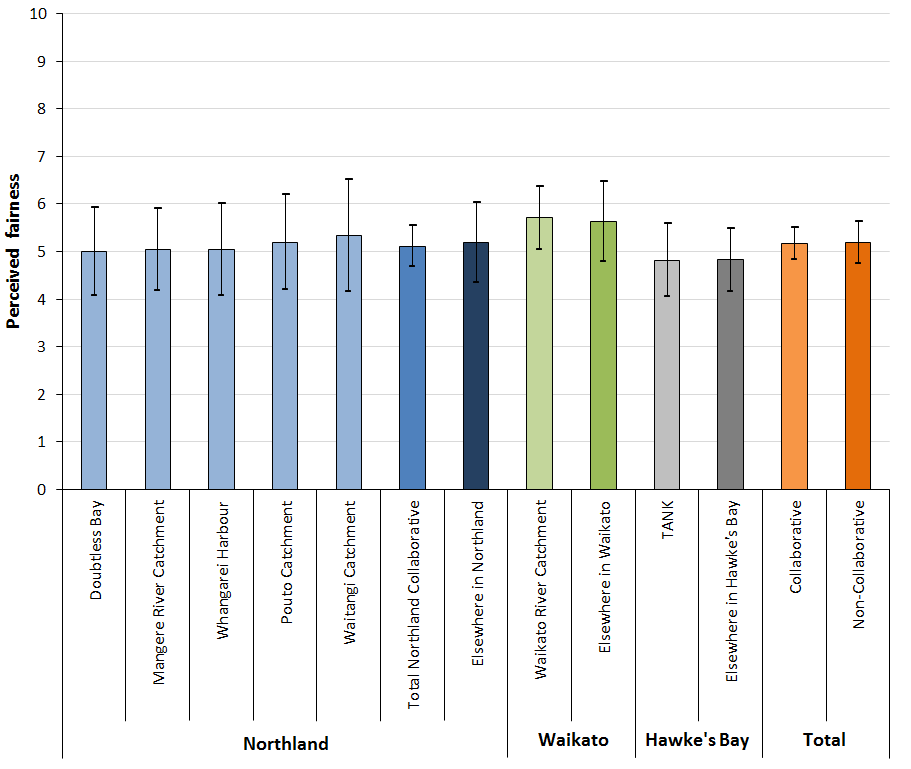 10
9
8
7
6
5
4
3
2
1
0
Perceived fairness
Doubtless Bay
Mangere River Catchment
Whangarei Harbour
Pouto Catchment
Waitangi Catchment
Total Northland Collaborative
Elsewhere in Northland
Waikato River Catchment
Elsewhere in Waikato
TANK
Elsewhere in Hawke's Bay
Collaborative
Non-Collaborative
Northland
Waikato
Hawke's Bay
Total